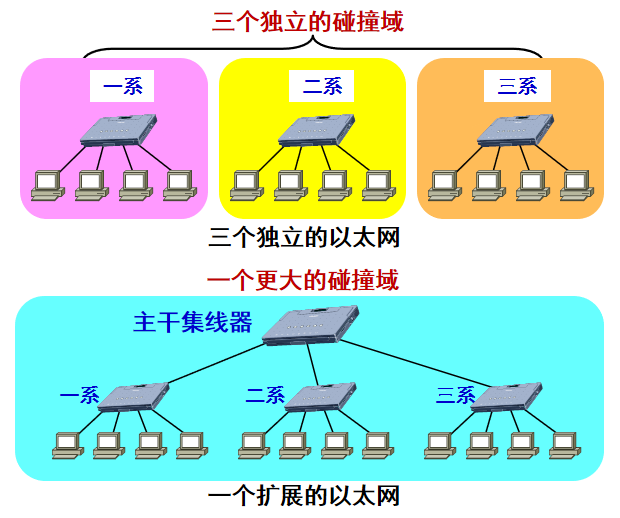 三个独立的碰撞域
一系
二系
三系
三个独立的以太网
一个更大的碰撞域
主干集线器
一系
二系
三系
一个扩展的以太网